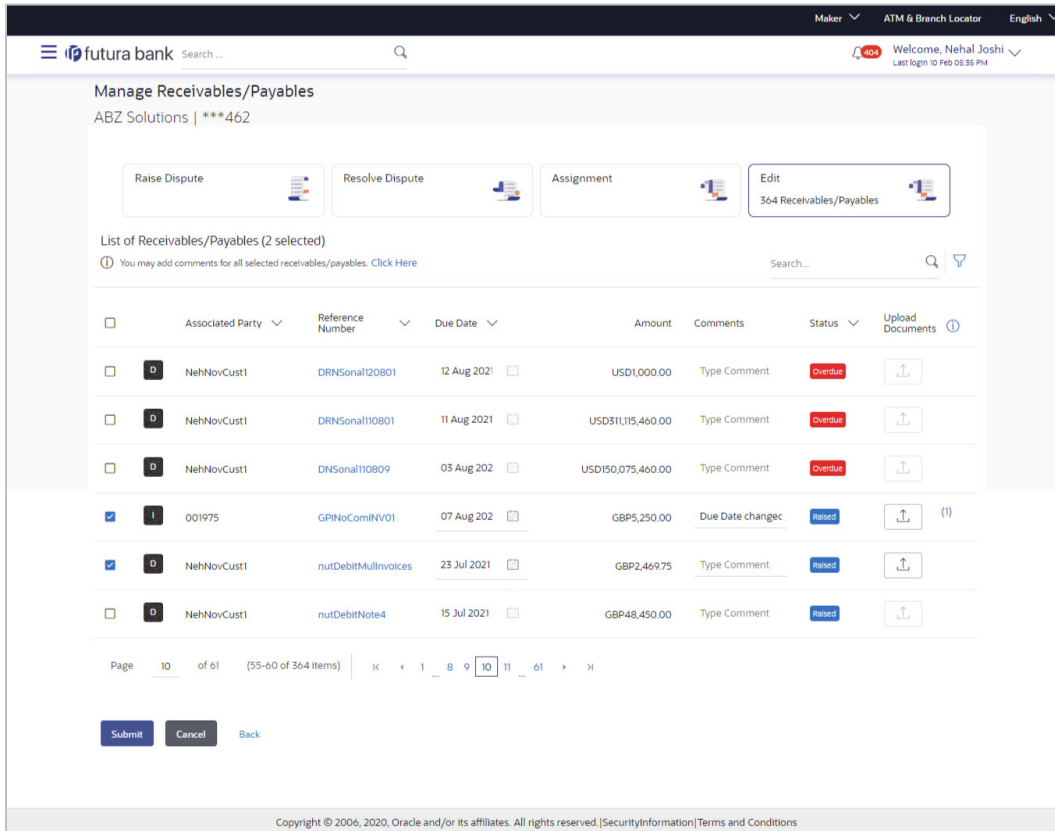 Maker ATM & Branch Locator English
futura bank Search ... 404 Welcome, Nehal Joshi
Last login 10 Feb 05:35 PM
Manage Receivables/Payables
ABZ Solutions | ***462
Raise Dispute Resolve Dispute Assignment Edit
364 Receivables/Payables
List of Receivables/Payables (2 selected)
You may add comments for all selected receivables/payables. Click Here Search...
Associated Party Reference Number Due Date Amount Comments Status Upload Documents
D NehNovCust1 DRNSonal120801 12 Aug 2021 USD1,000.00 Type Comment Overdue
D NehNovCust1 DRNSonal110801 11 Aug 2021 USD311,115,460.00 Type Comment Overdue
D NehNovCust1 DNSonal110809 03 Aug 202 USD150,075,460.00 Type Comment Overdue
I 001975 GPINoComINV01 07 Aug 202 GBP5,250.00 Due Date changec Raised (1)
D NehNovCust1 nutDebitMulInvoices 23 Jul 2021 GBP2,469.75 Type Comment Raised
D NehNovCust1 nutDebitNote4 15 Jul 2021 GBP48,450.00 Type Comment Raised
Page 10 of 61 (55-60 of 364 items) 1 ... 8 9 10 11 ... 61
Submit Cancel Back
Copyright © 2006, 2020, Oracle and/or its affiliates. All rights reserved.|SecurityInformation|Terms and Conditions